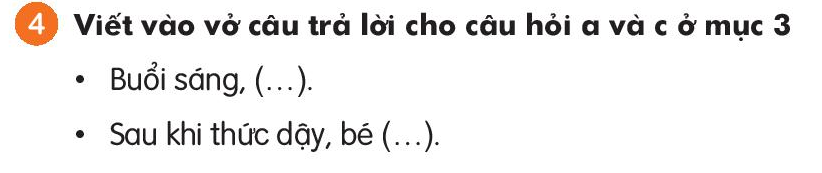 4 Viết vào vở câu trả lời cho câu hỏi a và c ở mục 3
• Buổi sáng, (...).
• Sau khi thức dậy, bé (...).